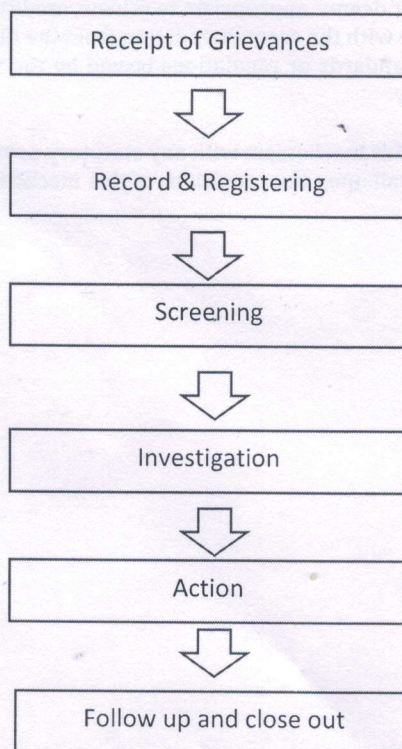 Receipt of Grievances
Record & Registering
Screening
Investigation
Action
Follow up and close out